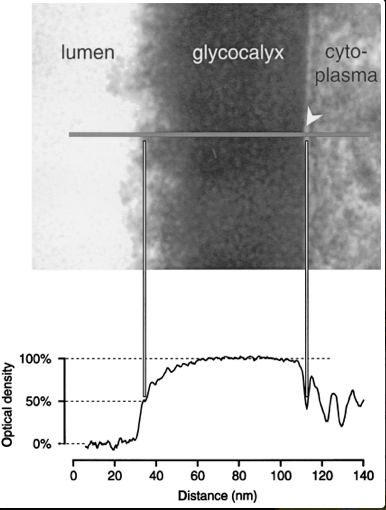 lumen
glycocalyx
cyto-
plasma
100%
50%
0%
Optical density
0 20 40 60 80 100 120 140
Distance (nm)